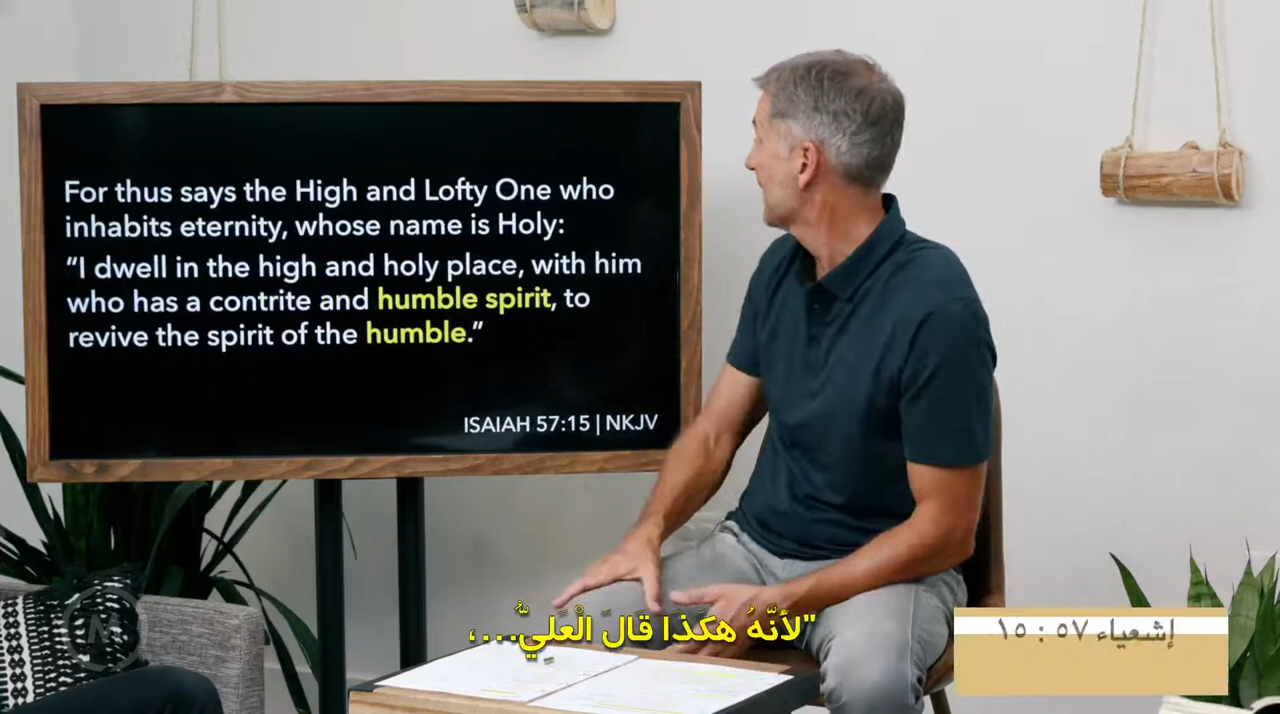 For thus says the High and Lofty One who
inhabits eternity, whose name is Holy:
“I dwell in the high and holy place, with him
who has a contrite and humble spirit, to
revive the spirit of the humble.”
ISAIAH 57:15 | NKJV
"لأَنَّهُ هكَذَا قَالَ الْعَلِيُّ...،
إشعياء ٥٧ : ١٥
M